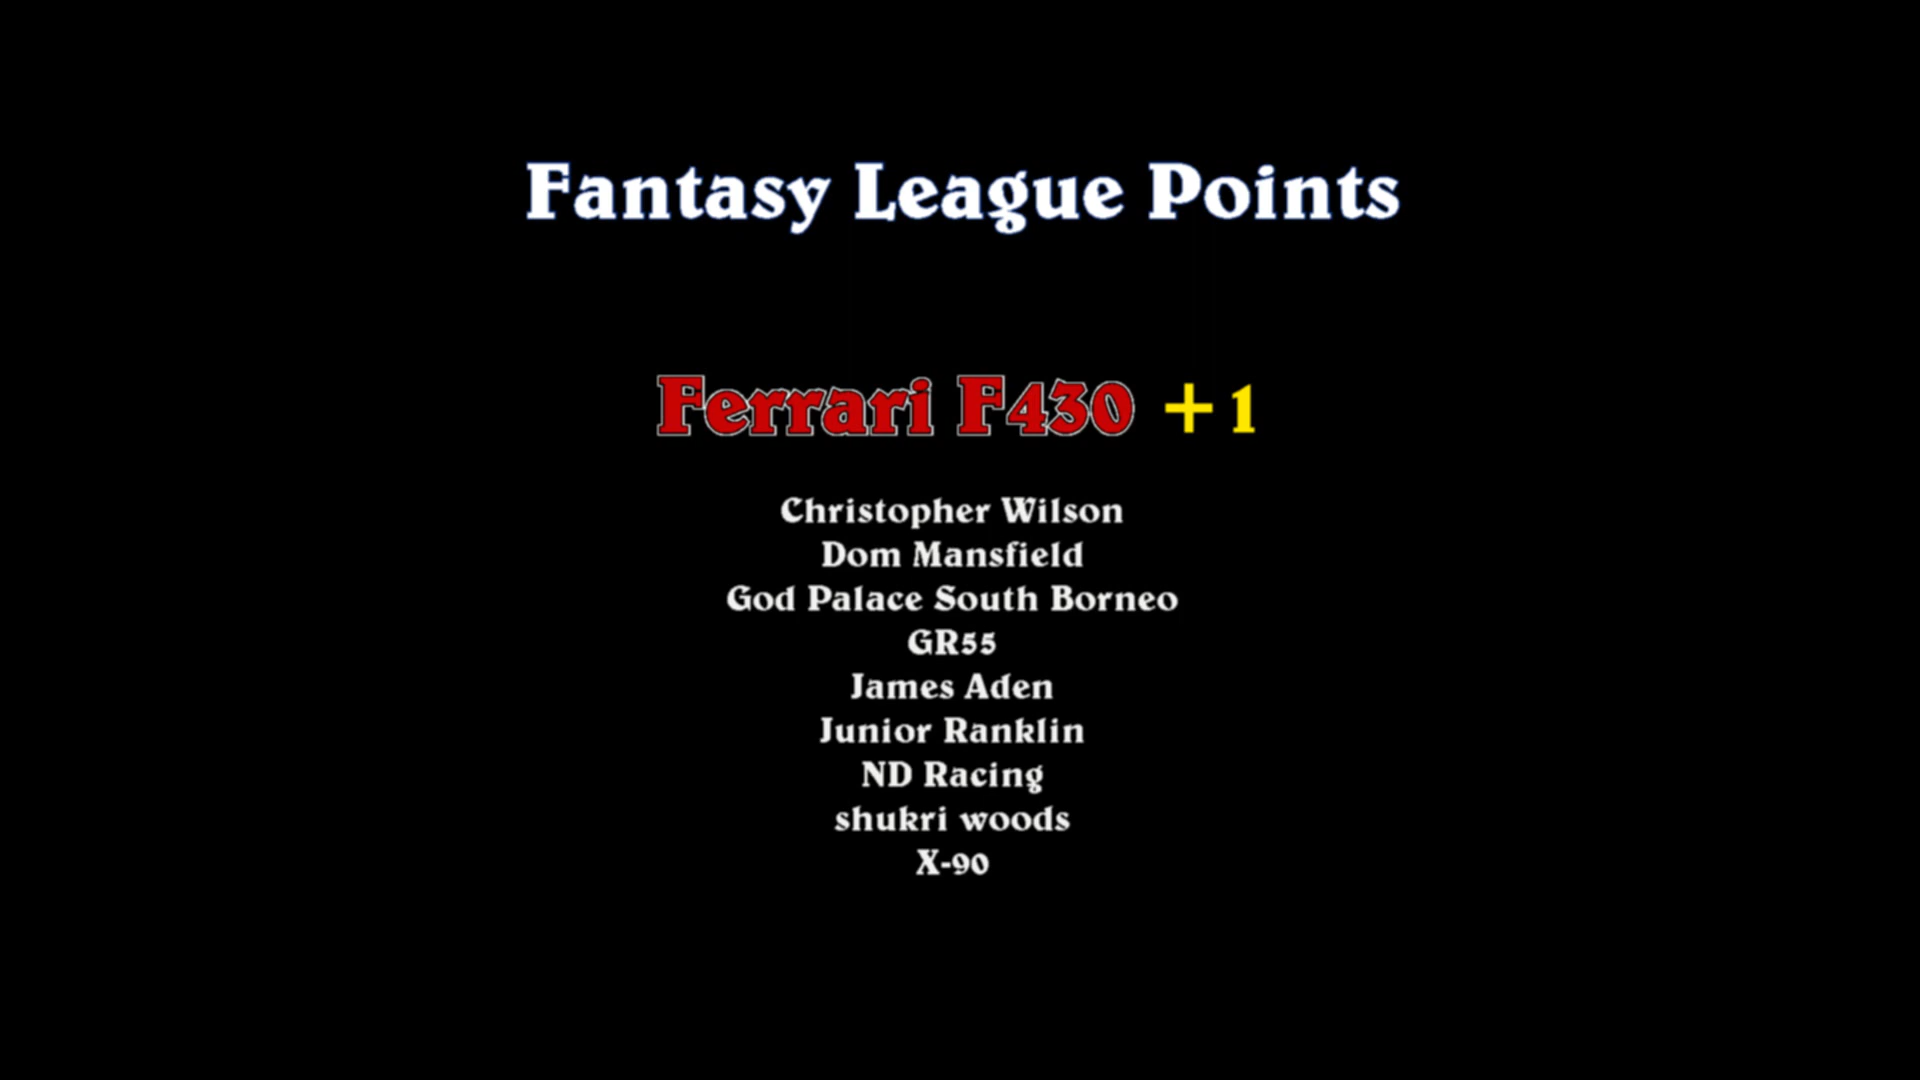 Fantasy League Points
Ferrari F430 +1
Christopher Wilson
Dom Mansfield
God Palace South Borneo
GR55
James Aden
Junior Ranklin
ND Racing
shukri woods
X-90